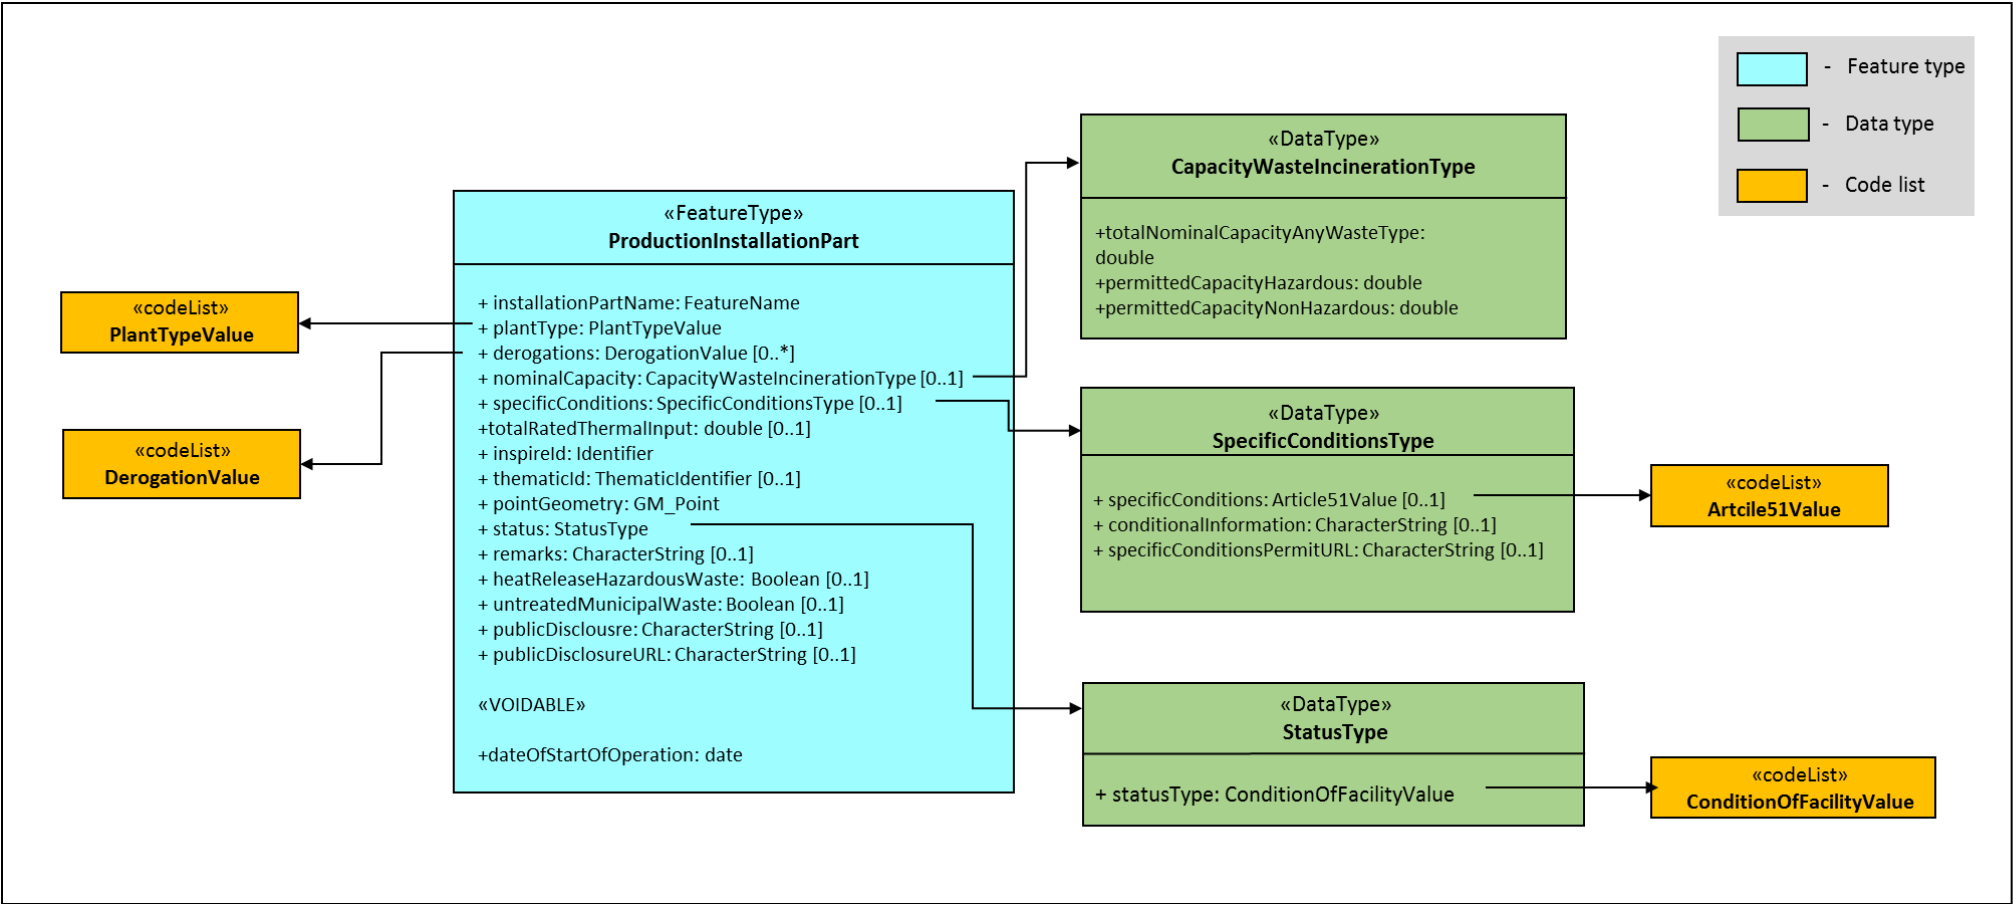 - Feature type
- Data type
- Code list
«codeList»
PlantTypeValue
«codeList»
DerogationValue
«FeatureType»
ProductionInstallationPart
+ installationPartName: FeatureName
+ plantType: PlantTypeValue
+ derogations: DerogationValue [0..*]
+ nominalCapacity: CapacityWasteIncinerationType [0..1]
+ specificConditions: SpecificConditionsType [0..1]
+totalRatedThermalInput: double [0..1]
+ inspireId: Identifier
+ thematicId: ThematicIdentifier [0..1]
+ pointGeometry: GM_Point
+ status: StatusType
+ remarks: CharacterString [0..1]
+ heatReleaseHazardousWaste: Boolean [0..1]
+ untreatedMunicipalWaste: Boolean [0..1]
+ publicDisclousre: CharacterString [0..1]
+ publicDisclosureURL: CharacterString [0..1]
«VOIDABLE»
+dateOfStartOfOperation: date
«DataType»
CapacityWasteIncinerationType
+totalNominalCapacityAnyWasteType:
double
+permittedCapacityHazardous: double
+permittedCapacityNonHazardous: double
«DataType»
SpecificConditionsType
+ specificConditions: Article51Value [0..1]
+ conditionalInformation: CharacterString [0..1]
+ specificConditionsPermitURL: CharacterString [0..1]
«codeList»
Artcile51Value
«DataType»
StatusType
+ statusType: ConditionOfFacilityValue
«codeList»
ConditionOfFacilityValue